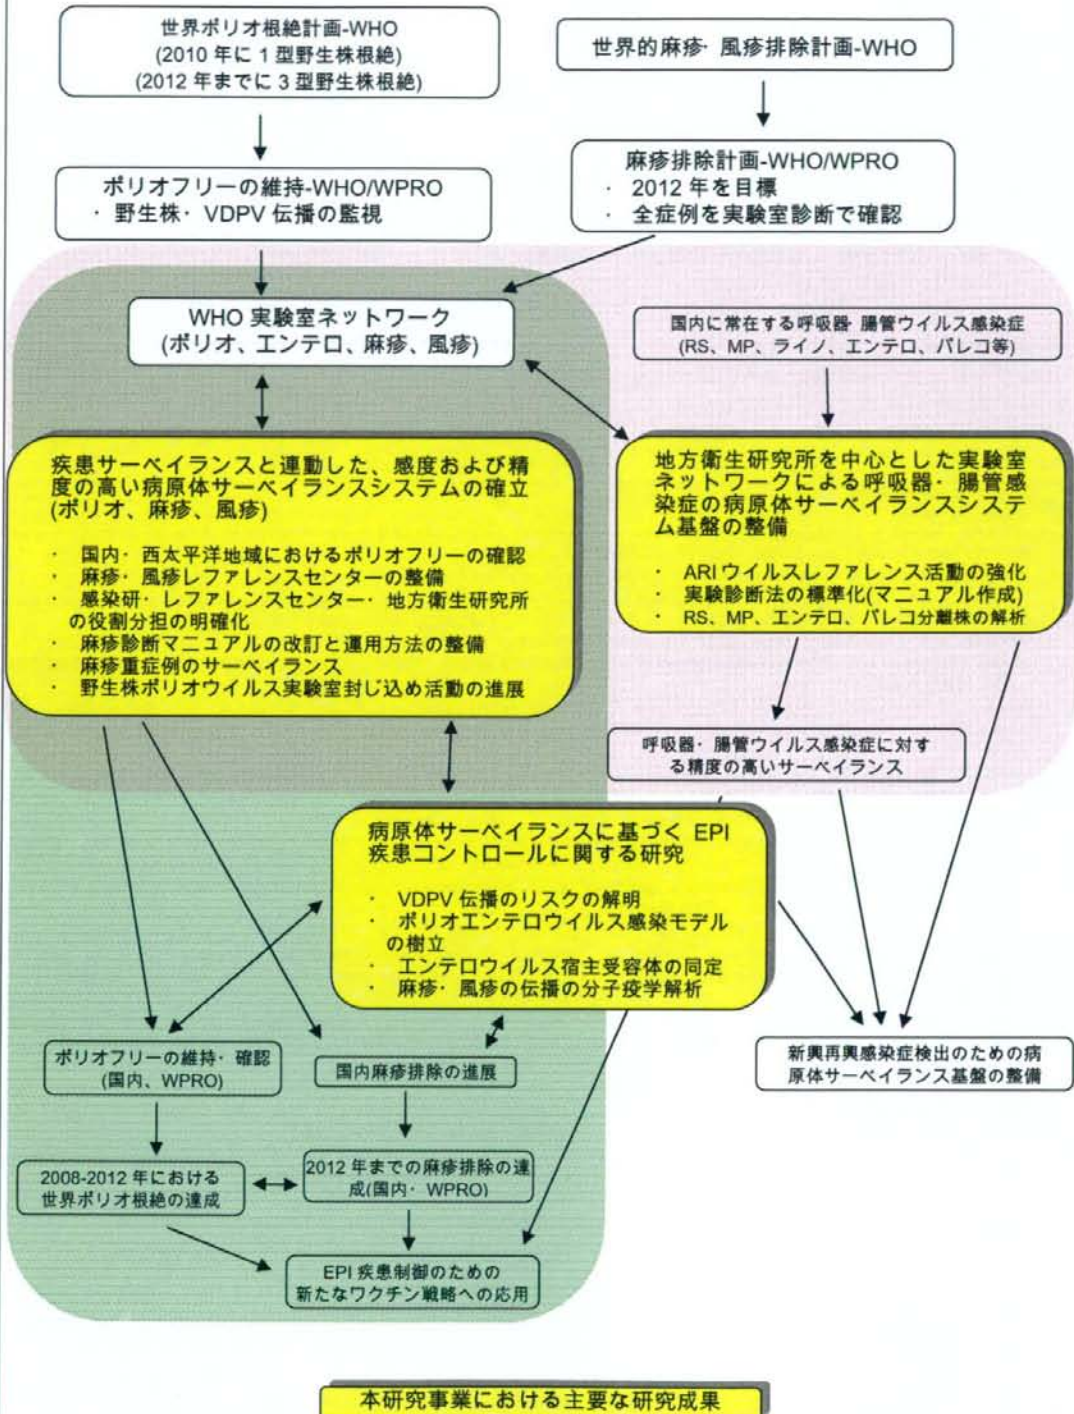 世界ポリオ根絶計画-WHO
(2010 年に 1 型野生株根絶)
(2012 年までに 3 型野生株根絶)
世界的麻疹・風疹排除計画-WHO
ポリオフリーの維持-WHO/WPRO
・ 野生株・ VDPV 伝播の監視
麻疹排除計画-WHO/WPRO
・ 2012 年を目標
・ 全症例を実験室診断で確認
WHO 実験室ネットワーク
(ポリオ、エンテロ、麻疹、風疹)
国内に常在する呼吸器・腸管ウイルス感染症
(RS、MP、ライノ、エンテロ、パレコ等)
疾患サーベイランスと連動した、感度および精
度の高い病原体サーベイランスシステムの確立
(ポリオ、麻疹、風疹)
・ 国内・西太平洋地域におけるポリオフリーの確認
・ 麻疹・風疹レファレンスセンターの整備
・ 感染研・レファレンスセンター・地方衛生研究所
の役割分担の明確化
・ 麻疹診断マニュアルの改訂と運用方法の整備
・ 麻疹重症例のサーベイランス
・ 野生株ポリオウイルス実験室封じ込め活動の進展
地方衛生研究所を中心とした実験室
ネットワークによる呼吸器・腸管感
染症の病原体サーベイランスシステ
ム基盤の整備
・ ARI ウイルスレファレンス活動の強化
・ 実験診断法の標準化(マニュアル作成)
・ RS、MP、エンテロ、パレコ分離株の解析
呼吸器・腸管ウイルス感染症に対す
る精度の高いサーベイランス
病原体サーベイランスに基づく EPI
疾患コントロールに関する研究
・ VDPV 伝播のリスクの解明
・ ポリオエンテロウイルス感染モデル
の樹立
・ エンテロウイルス宿主受容体の同定
・ 麻疹・風疹の伝播の分子疫学解析
ポリオフリーの維持・確認
(国内、WPRO)
国内麻疹排除の進展
新興再興感染症検出のための病
原体サーベイランス基盤の整備
2008-2012 年における
世界ポリオ根絶の達成
2012 年までの麻疹排除の達
成(国内・ WPRO)
EPI 疾患制御のための
新たなワクチン戦略への応用
本研究事業における主要な研究成果